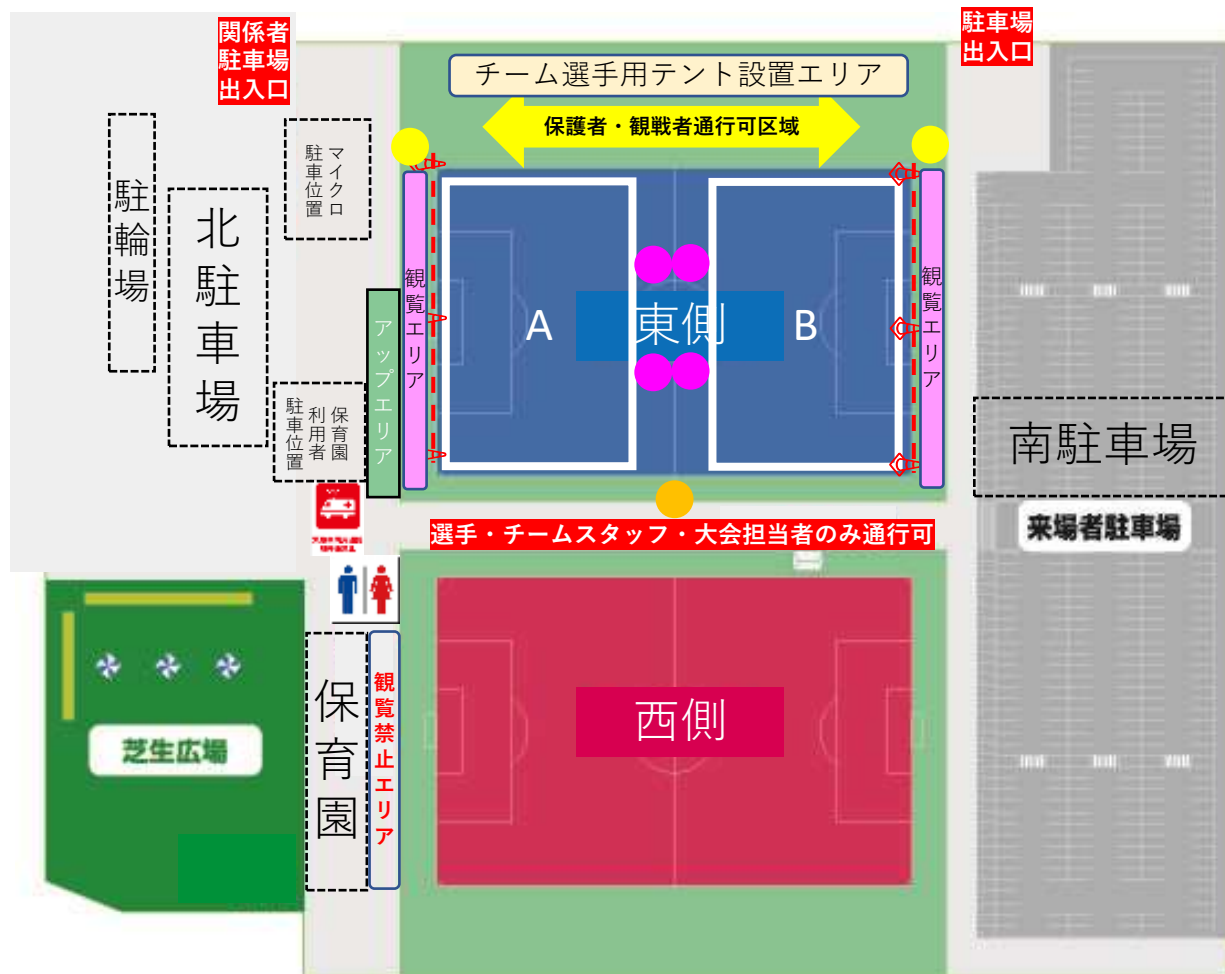 関係者
駐車場
出入口
駐車場
出入口
チーム選手用テント設置エリア
保護者・観戦者通行可区域
マイクロ
駐車位置
駐輪場
北駐車場
観覧エリア
アップエリア
A
東側
B
観覧エリア
保育園
利用者
駐車位置
南駐車場
来場者駐車場
選手・チームスタッフ・大会担当者のみ通行可
保育園
観覧禁止エリア
西側
芝生広場